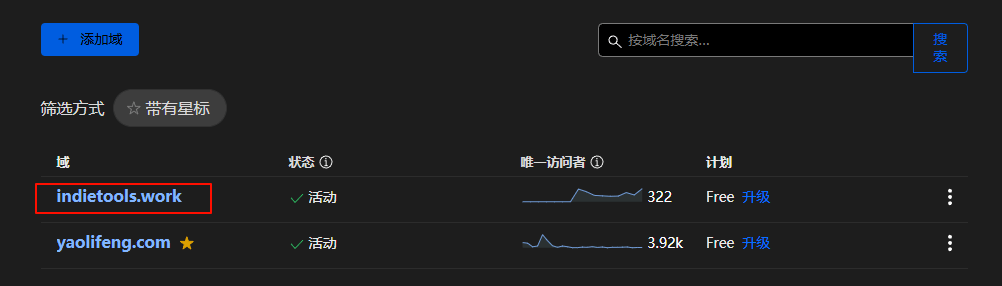 + 添加域
按域名搜索...
搜
索
筛选方式 ☆ 带有星标
域 状态 唯一访问者 计划
indietools.work 活动 322 Free 升级
yaolifeng.com 活动 3.92k Free 升级